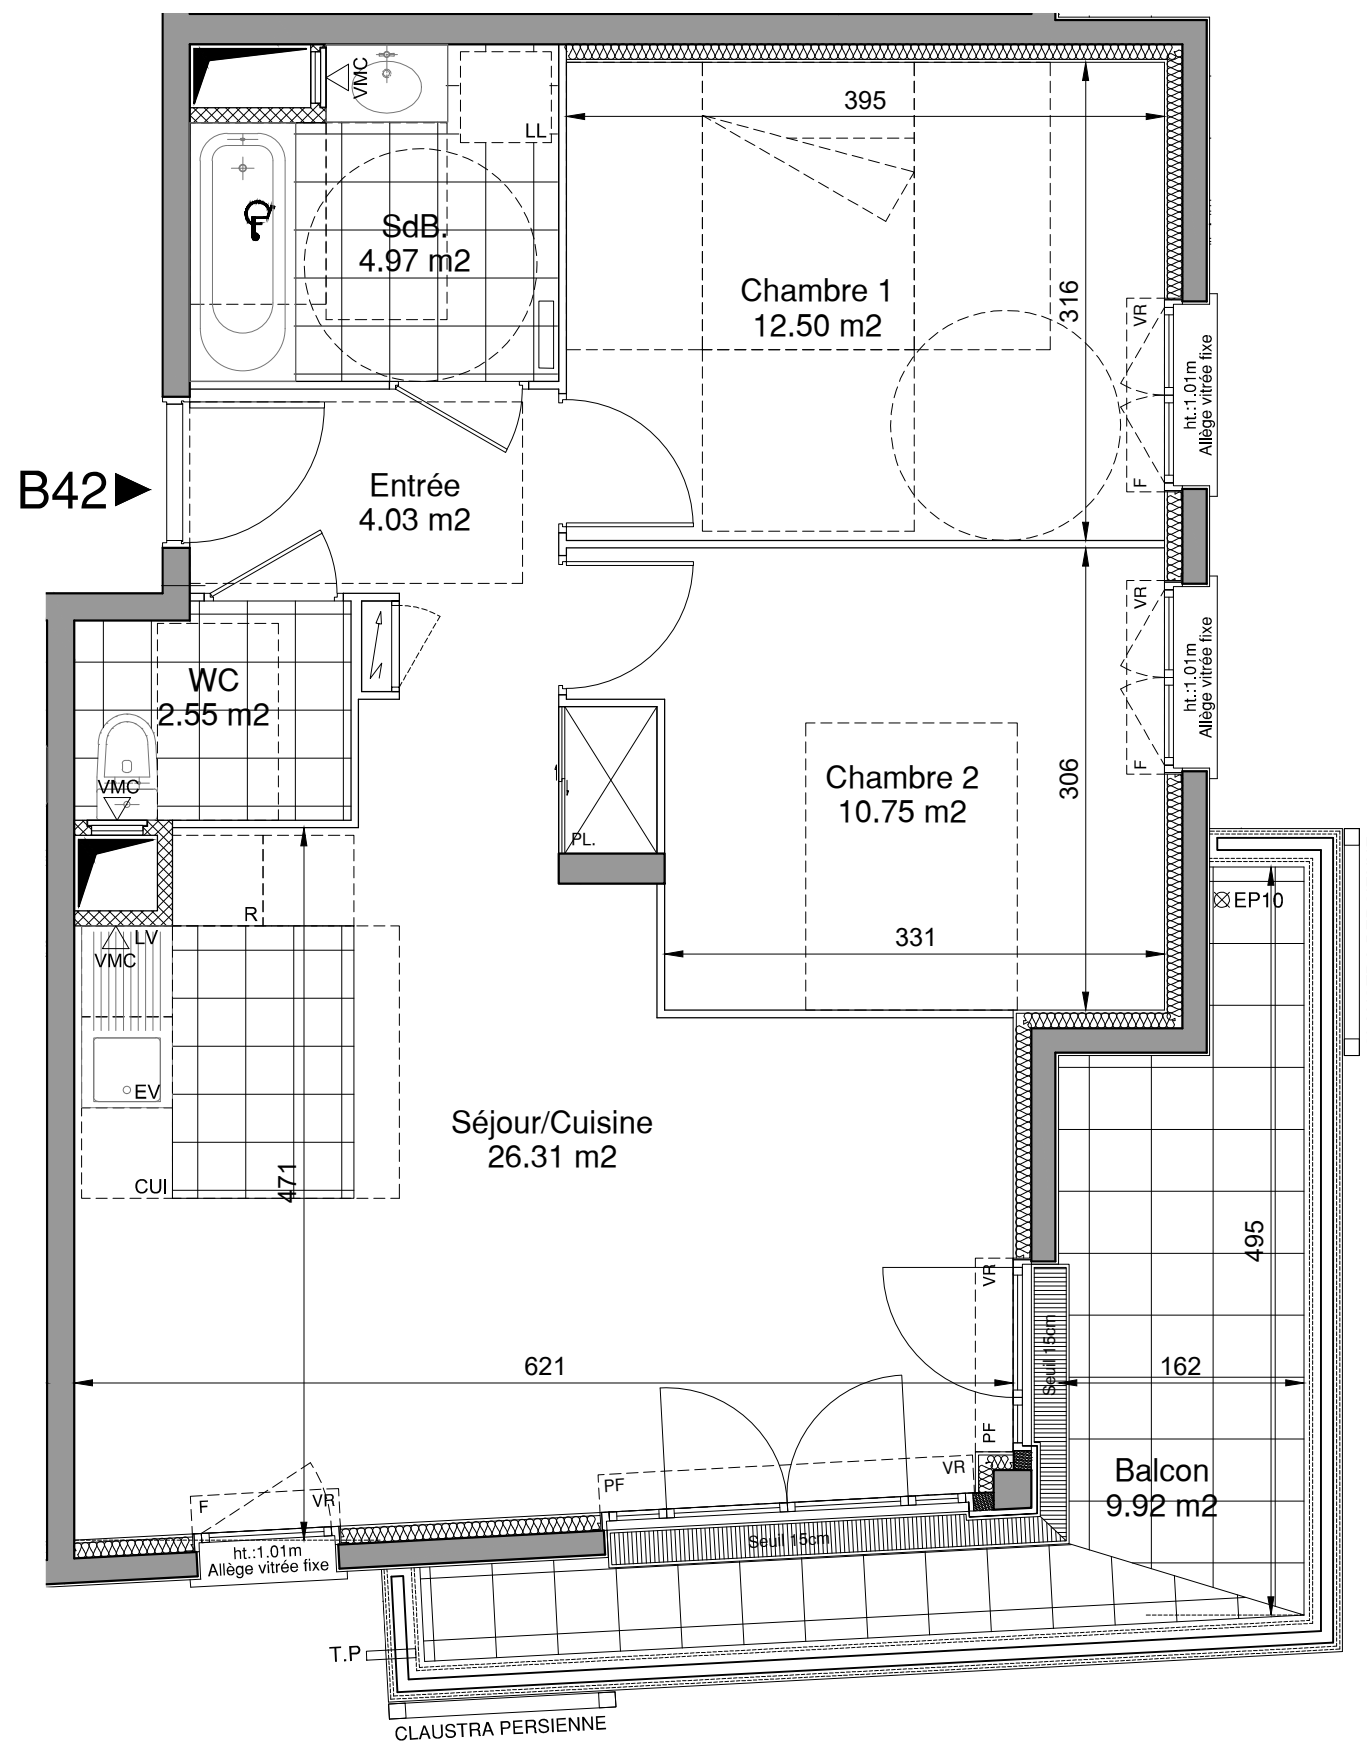 VMC
LL
395
SdB.
4.97 m2
Chambre 1
12.50 m2
316
VR
F
ht.:1.01m
Allège vitrée fixe
B42
Entrée
4.03 m2
WC
2.55 m2
VMC
VR
F
ht.:1.01m
Allège vitrée fixe
Chambre 2
10.75 m2
306
PL.
R
LV
VMC
EP10
331
EV
CUI
Séjour/Cuisine
26.31 m2
471
495
VR
Seuil 15cm
621
162
PF
Balcon
9.92 m2
F
VR
PF
VR
Seuil 15cm
ht.:1.01m
Allège vitrée fixe
T.P
CLAUSTRA PERSIENNE